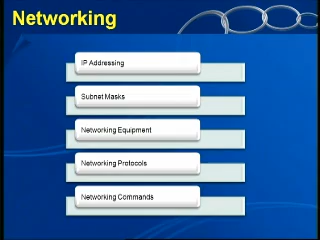 Networking
IP Addressing
Subnet Masks
Networking Equipment
Networking Protocols
Networking Commands